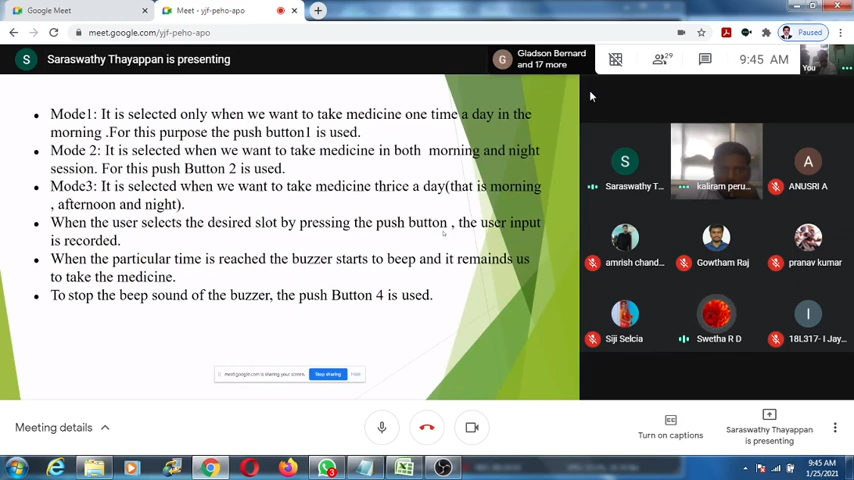 Google Meet
Meet - yjf-peho-apo
meet.google.com/yjf-peho-apo
Paused
S
Saraswathy Thayappan is presenting
G
Gladson Bernard
and 17 more
29
9:45 AM
You
Mode1: It is selected only when we want to take medicine one time a day in the
morning .For this purpose the push button1 is used.
Mode 2: It is selected when we want to take medicine in both morning and night
session. For this push Button 2 is used.
Mode3: It is selected when we want to take medicine thrice a day(that is morning
, afternoon and night).
When the user selects the desired slot by pressing the push button , the user input
is recorded.
When the particular time is reached the buzzer starts to beep and it remainds us
to take the medicine.
To stop the beep sound of the buzzer, the push Button 4 is used.
meet.google.com is sharing your screen.
Stop sharing
Hide
S
Saraswathy T...
kaliram peru...
A
ANUSRI A
amrish chand...
Gowtham Raj
pranav kumar
Siji Selcia
Swetha R D
I
18L317- I Jay...
Meeting details
Turn on captions
Saraswathy Thayappan
is presenting
3
9:45 AM
1/25/2021